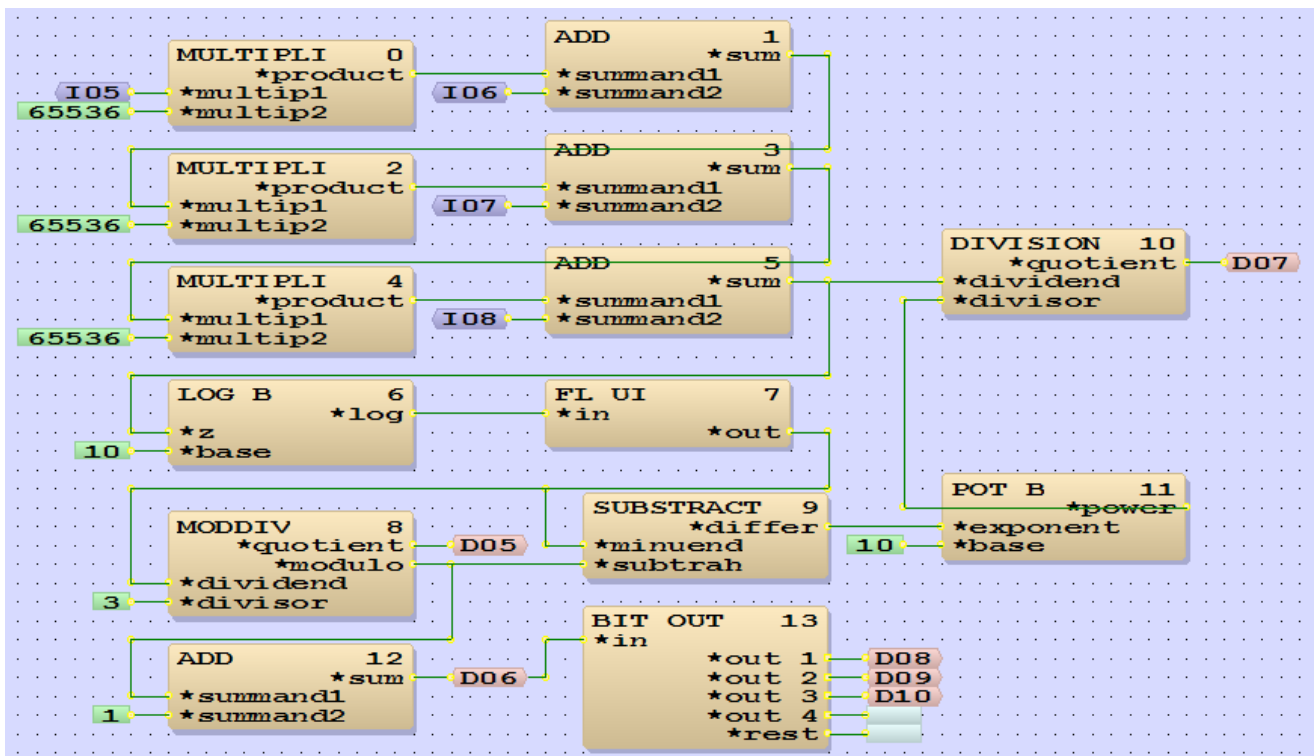 MULTIPLI 0
*product
I05 *multip1
65536 *multip2
ADD 1
*sum
*summand1
I06 *summand2
MULTIPLI 2
*product
*multip1
65536 *multip2
ADD 3
*sum
*summand1
I07 *summand2
MULTIPLI 4
*product
*multip1
65536 *multip2
ADD 5
*sum
*summand1
I08 *summand2
DIVISION 10
*quotient D07
*dividend
*divisor
LOG B 6
*log
*z
10 *base
FL UI 7
*in
*out
MODDIV 8
*quotient D05
*modulo
*dividend
3 *divisor
SUBSTRACT 9
*differ
*minuend
*subtrah
POT B 11
*power
*exponent
10 *base
ADD 12
*sum D06
*summand1
1 *summand2
BIT OUT 13
*in
*out 1 D08
*out 2 D09
*out 3 D10
*out 4
*rest